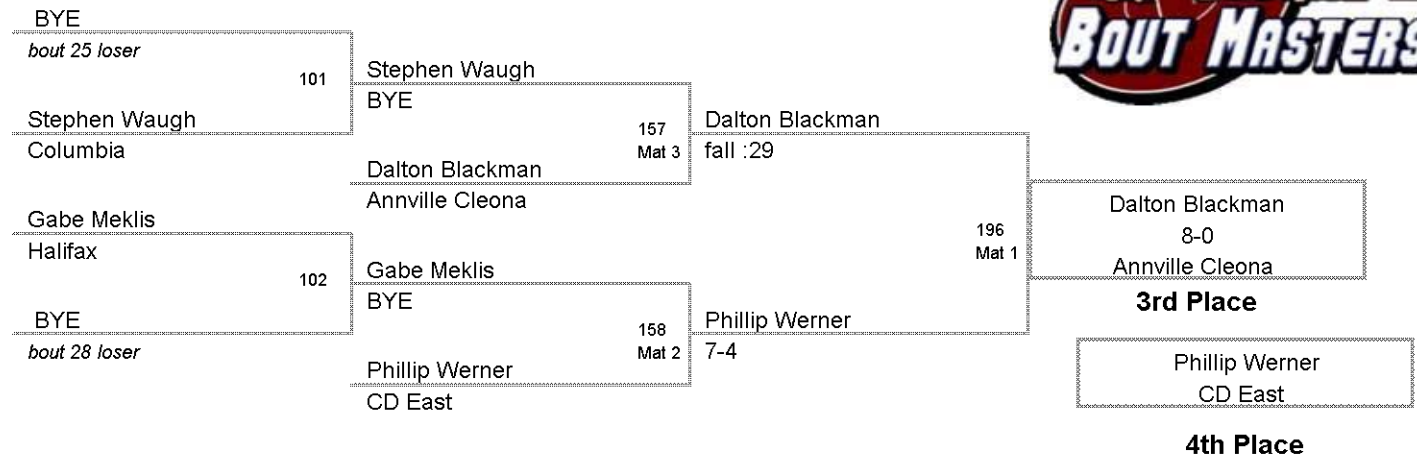 BYE
bout 25 loser
101
Stephen Waugh
Columbia
Gabe Meklis
Halifax
102
BYE
bout 28 loser
Stephen Waugh
BYE
157
Mat 3
Dalton Blackman
Annville Cleona
Gabe Meklis
BYE
158
Mat 2
Phillip Werner
CD East
Dalton Blackman
fall :29
196
Mat 1
Phillip Werner
7-4
BOUT MASTERS
Dalton Blackman
8-0
Annville Cleona
3rd Place
Phillip Werner
CD East
4th Place